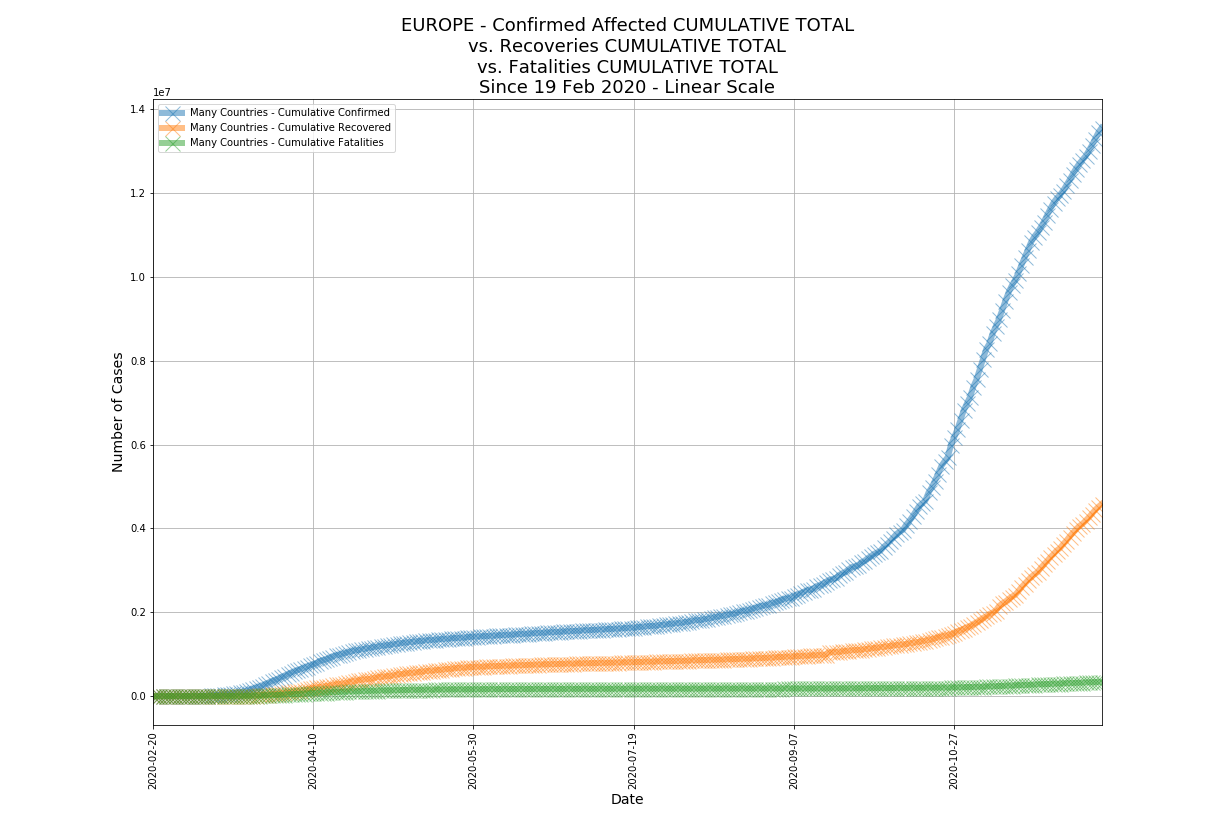 EUROPE - Confirmed Affected CUMULATIVE TOTAL
vs. Recoveries CUMULATIVE TOTAL
vs. Fatalities CUMULATIVE TOTAL
Since 19 Feb 2020 - Linear Scale
1e7
Many Countries - Cumulative Confirmed
Many Countries - Cumulative Recovered
Many Countries - Cumulative Fatalities
1.4
1.2
1.0
0.8
0.6
0.4
0.2
0.0
Number of Cases
2020-02-20
2020-04-10
2020-05-30
2020-07-19
2020-09-07
2020-10-27
Date